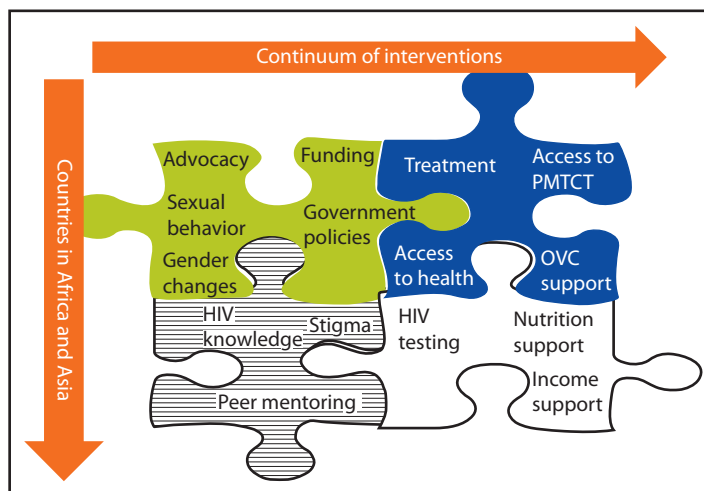 Continuum of interventions
Countries in Africa and Asia
Advocacy
Funding
Sexual
behavior
Government
policies
Gender
changes
Treatment
Access to
PMTCT
Access
to health
OVC
support
HIV
knowledge
Stigma
Peer mentoring
HIV
testing
Nutrition
support
Income
support